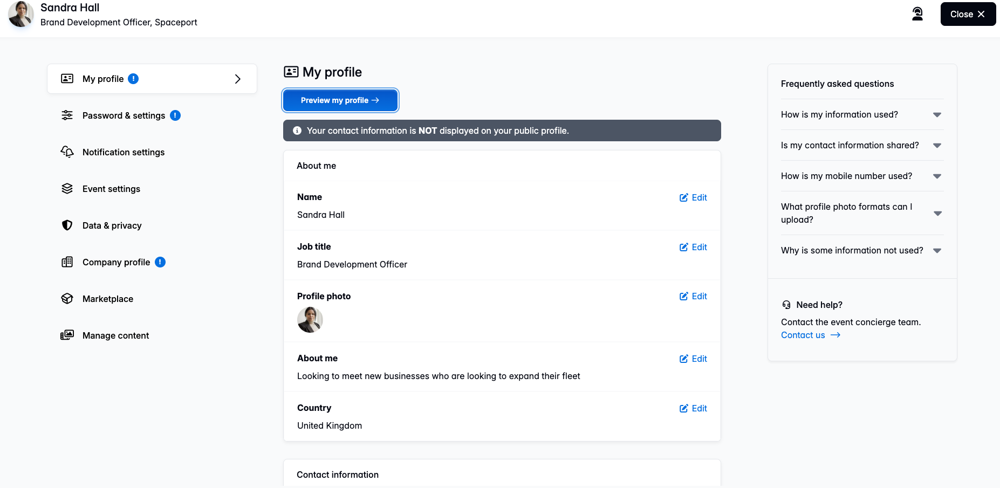 Sandra Hall
Brand Development Officer, Spaceport
Close
My profile
Password & settings
Notification settings
Event settings
Data & privacy
Company profile
Marketplace
Manage content
My profile
Preview my profile
Your contact information is NOT displayed on your public profile.
About me
Name
Edit
Sandra Hall
Job title
Edit
Brand Development Officer
Profile photo
Edit
About me
Edit
Looking to meet new businesses who are looking to expand their fleet
Country
Edit
United Kingdom
Contact information
Frequently asked questions
How is my information used?
Is my contact information shared?
How is my mobile number used?
What profile photo formats can I
upload?
Why is some information not used?
Need help?
Contact the event concierge team.
Contact us